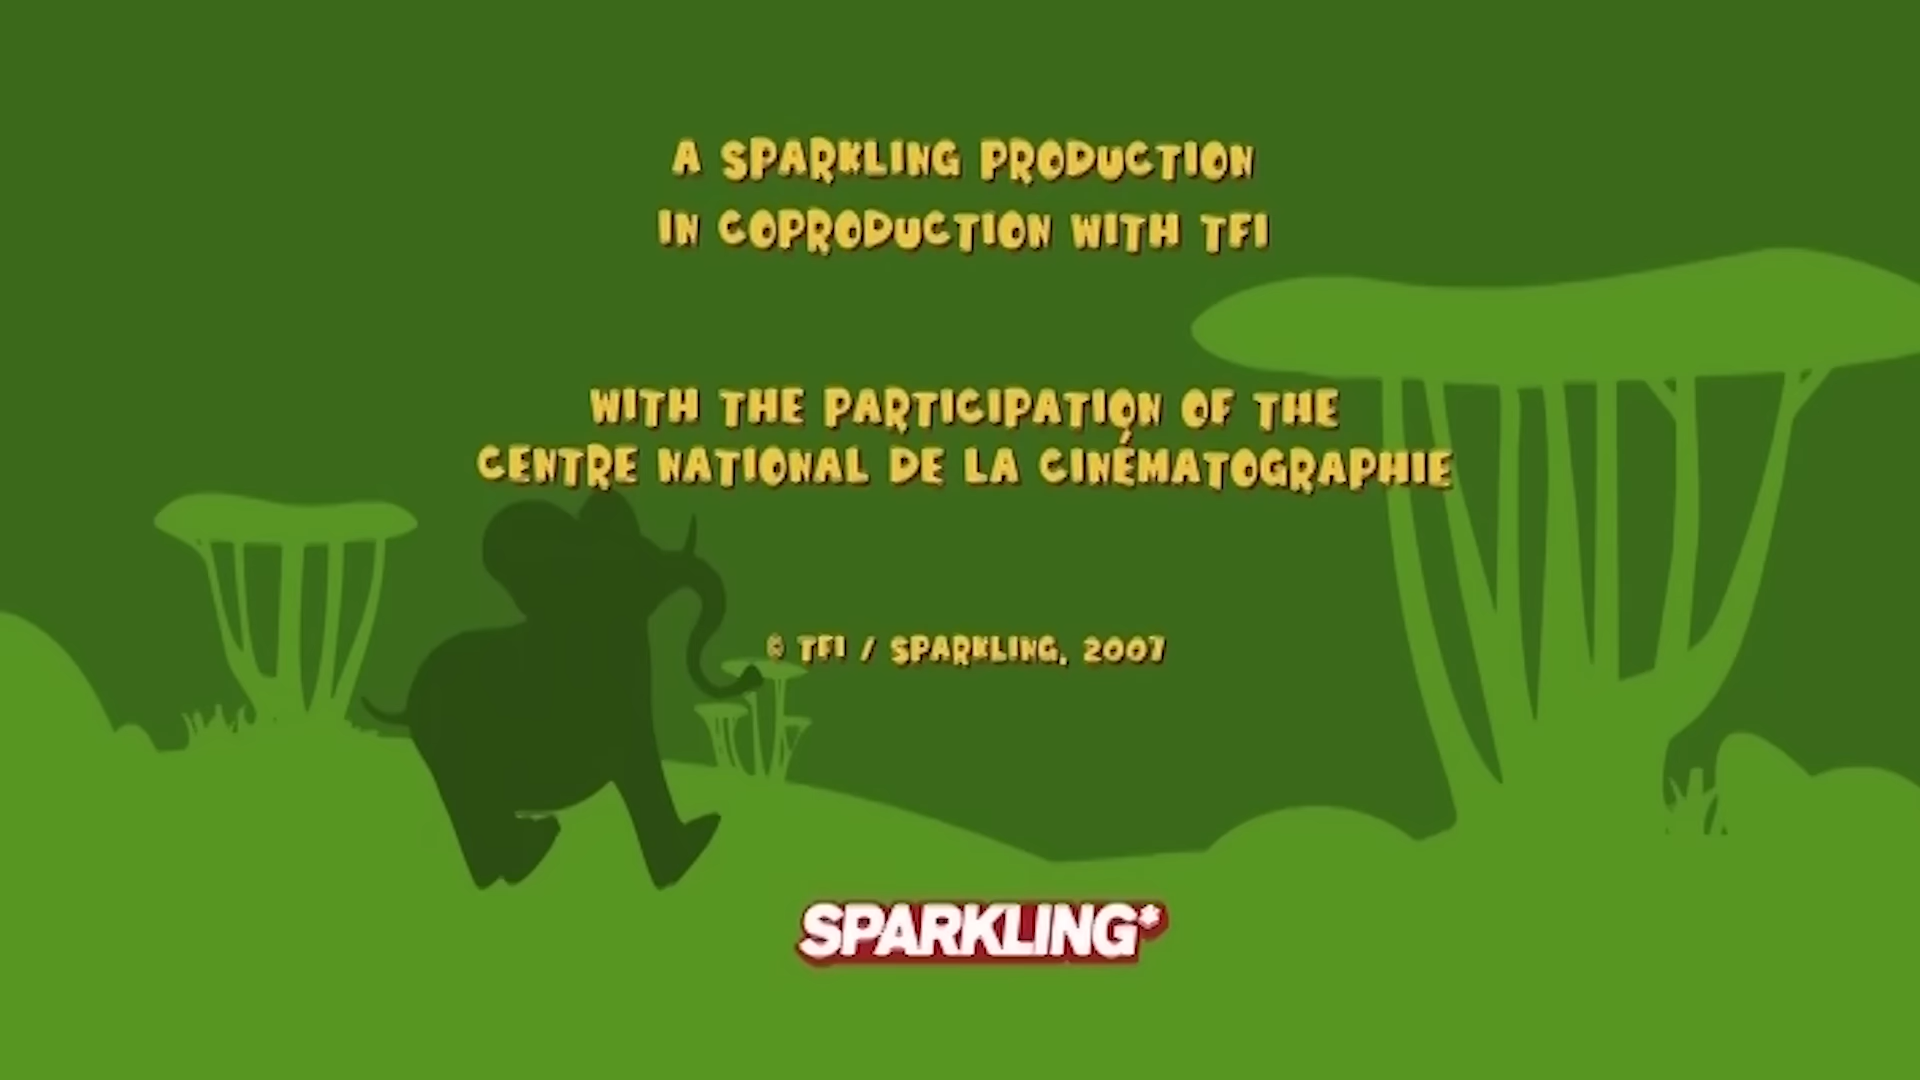 A SPARKLING PRODUCTION
IN COPRODUCTION WITH TF1
WITH THE PARTICIPATION OF THE
CENTRE NATIONAL DE LA CINÉMATOGRAPHIE
© TF1 / SPARKLING, 2007
SPARKLING*